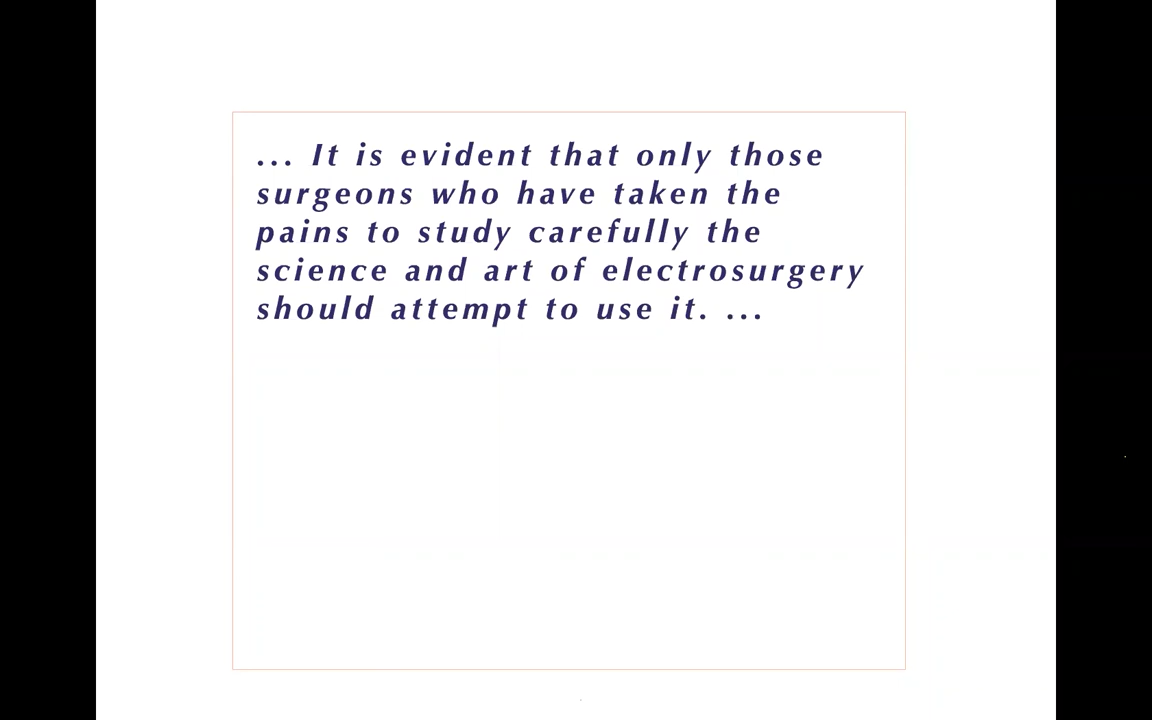 ... It is evident that only those
surgeons who have taken the
pains to study carefully the
science and art of electrosurgery
should attempt to use it. ...